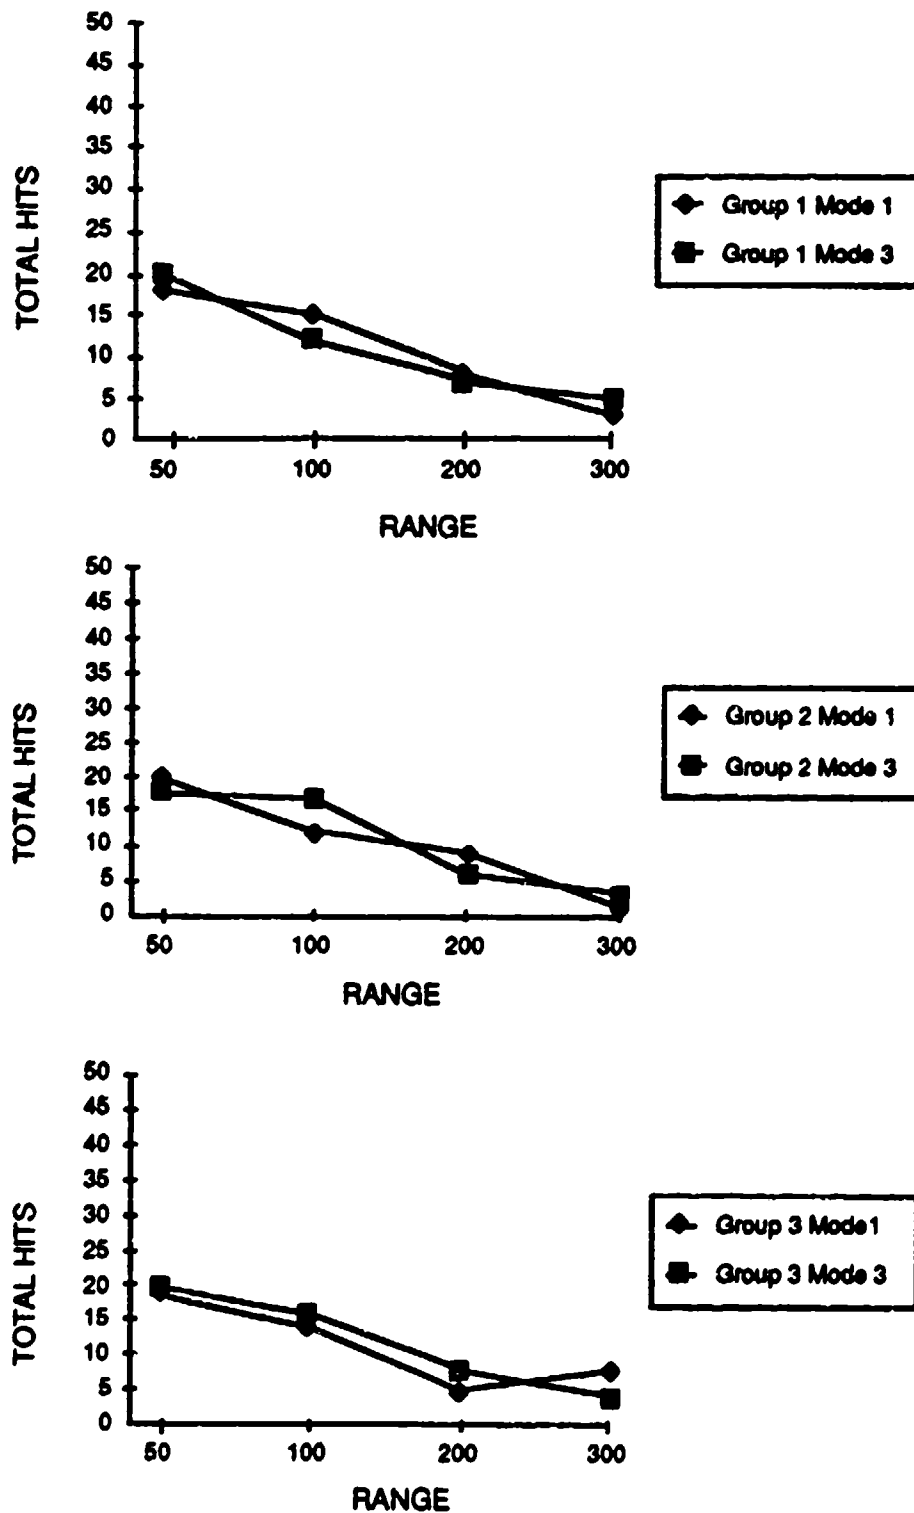 50
45
40
35
30
25
20
15
10
5
0
TOTAL HITS
50 100 200 300
RANGE
Group 1 Mode 1
Group 1 Mode 3
50
45
40
35
30
25
20
15
10
5
0
TOTAL HITS
50 100 200 300
RANGE
Group 2 Mode 1
Group 2 Mode 3
50
45
40
35
30
25
20
15
10
5
0
TOTAL HITS
50 100 200 300
RANGE
Group 3 Mode1
Group 3 Mode 3